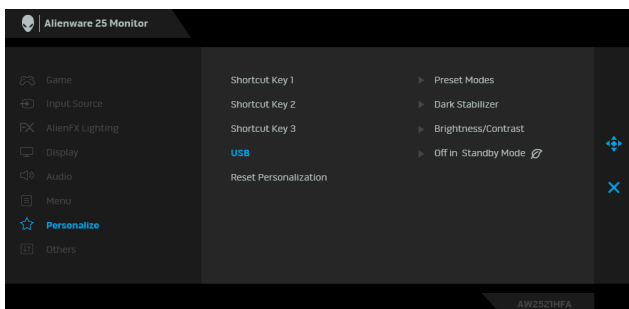 Alienware 25 Monitor
Game
Input Source
FX AlienFX Lighting
Display
Audio
Menu
Personalize
Others
Shortcut Key 1 Preset Modes
Shortcut Key 2 Dark Stabilizer
Shortcut Key 3 Brightness/Contrast
USB Off in Standby Mode
Reset Personalization
AW2521HFA